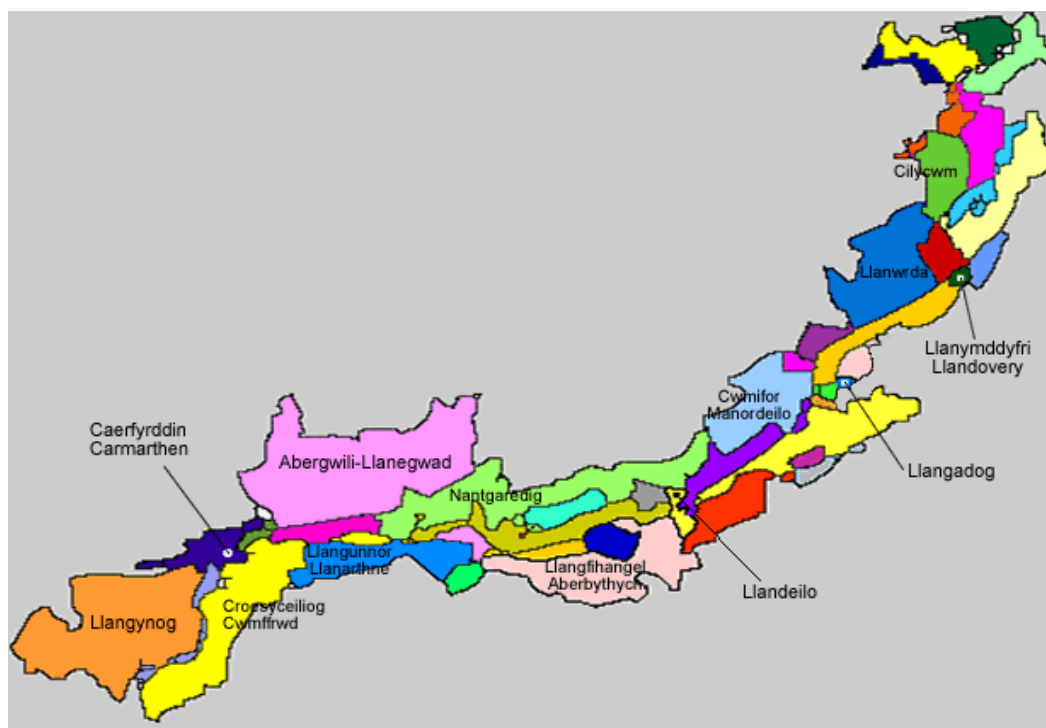 Cilycwm
Llanwrda
Llanymddyfri
Llandovery
Cwmifor
Manordeilo
Caerfyrddin
Carmarthen
Abergwili-Llanegwad
Llangadog
Nantgaredig
Llangunnor
Llanarthne
Llangfihangel
Aberbythych
Llandeilo
Croesyceiliog
Cwmffrwd
Llangynog